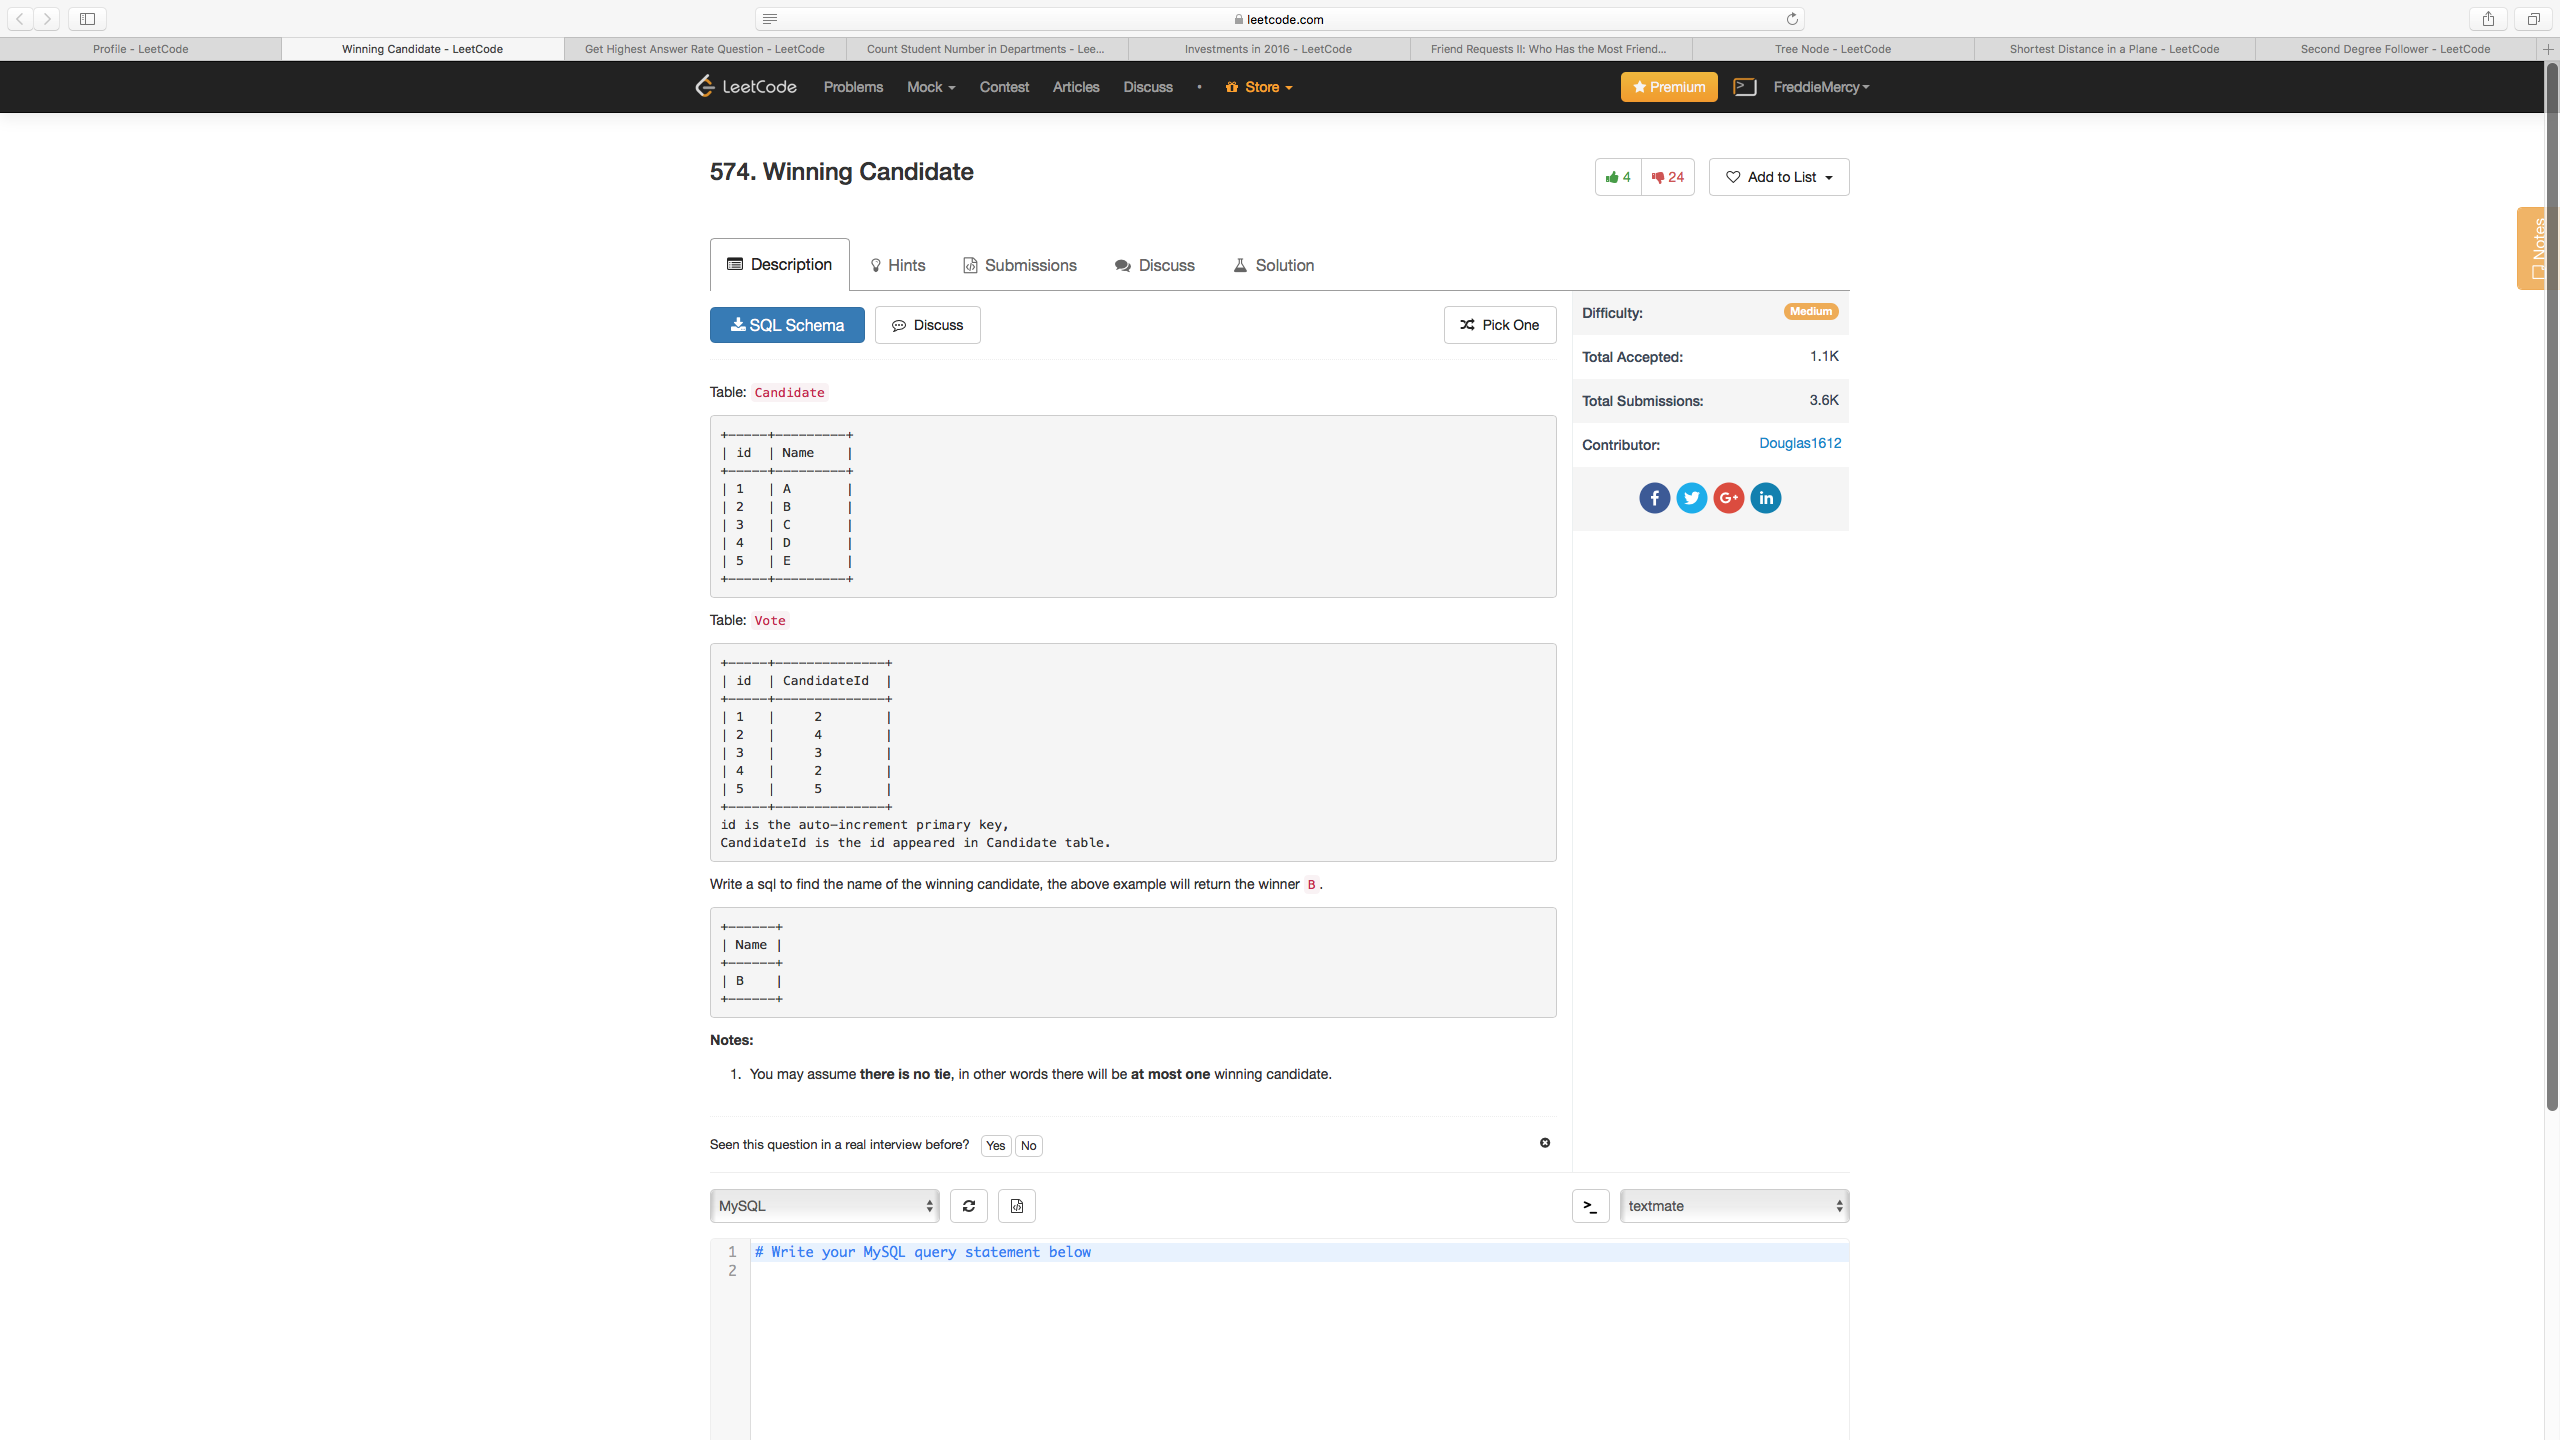 leetcode.com
Profile - LeetCode
Winning Candidate - LeetCode
Get Highest Answer Rate Question - LeetCode
Count Student Number in Departments - Lee...
Investments in 2016 - LeetCode
Friend Requests II: Who Has the Most Friend...
Tree Node - LeetCode
Shortest Distance in a Plane - LeetCode
Second Degree Follower - LeetCode
LeetCode Problems Mock Contest Articles Discuss • Store Premium FreddieMercy
574. Winning Candidate
4 24 Add to List
Notes
Description Hints Submissions Discuss Solution
SQL Schema Discuss Pick One
Difficulty: Medium
Total Accepted: 1.1K
Total Submissions: 3.6K
Contributor: Douglas1612
Table: Candidate
+-----+---------+
| id  | Name    |
+-----+---------+
| 1   | A       |
| 2   | B       |
| 3   | C       |
| 4   | D       |
| 5   | E       |
+-----+---------+
Table: Vote
+-----+--------------+
| id  | CandidateId  |
+-----+--------------+
| 1   |     2        |
| 2   |     4        |
| 3   |     3        |
| 4   |     2        |
| 5   |     5        |
+-----+--------------+
id is the auto-increment primary key,
CandidateId is the id appeared in Candidate table.
Write a sql to find the name of the winning candidate, the above example will return the winner B.
+------+
| Name |
+------+
| B    |
+------+
Notes:
1. You may assume there is no tie, in other words there will be at most one winning candidate.
Seen this question in a real interview before? Yes No
MySQL >_ textmate
1 # Write your MySQL query statement below
2